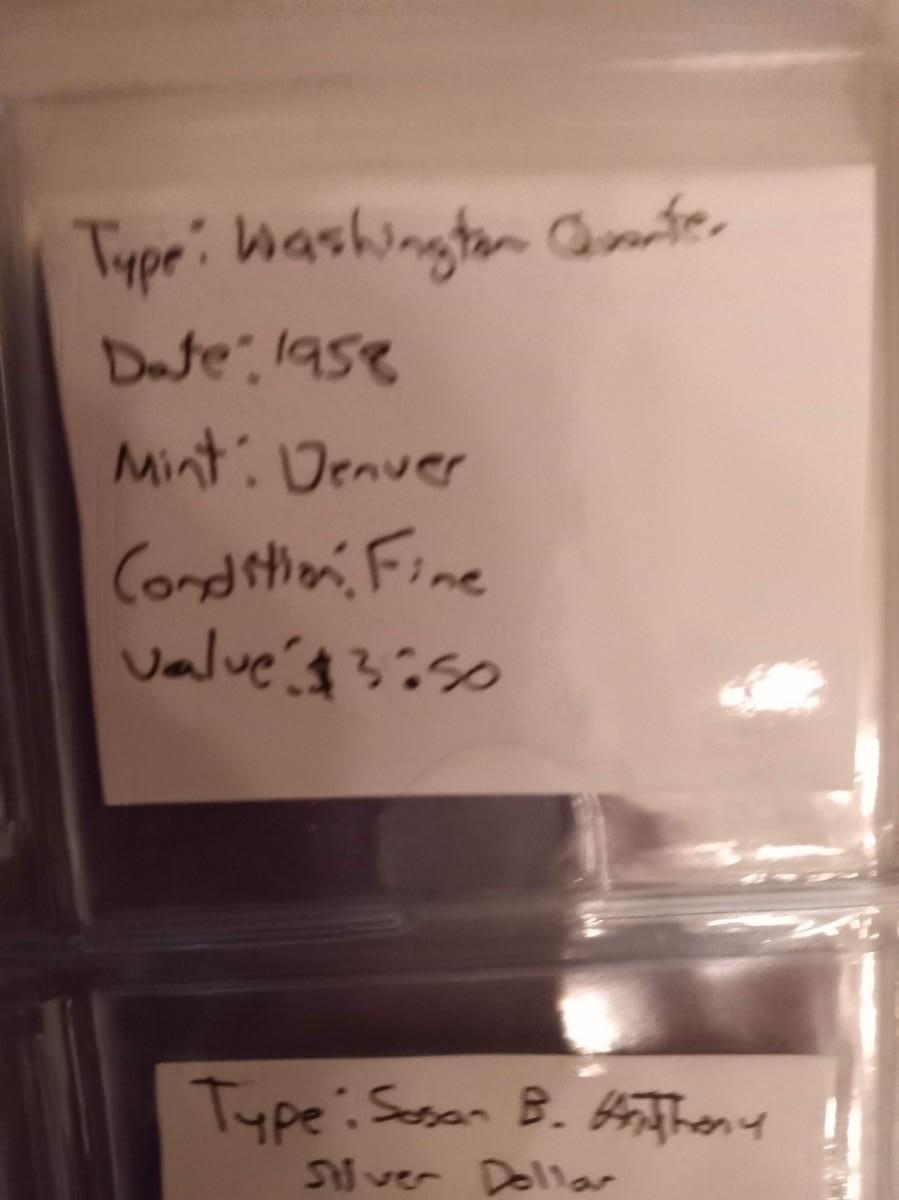 Type: Washington Quarter
Date: 1958
Mint: Denver
Condition: Fine
Value: $3.50
Type: Susan B. Anthony
Silver Dollar